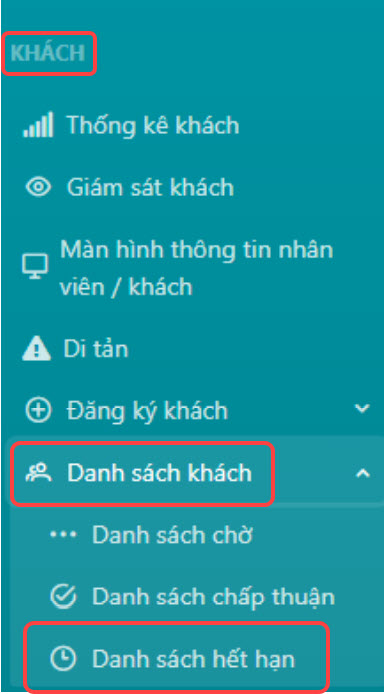 KHÁCH
Thống kê khách
Giám sát khách
Màn hình thông tin nhân
viên / khách
Di tản
Đăng ký khách
Danh sách khách
Danh sách chờ
Danh sách chấp thuận
Danh sách hết hạn